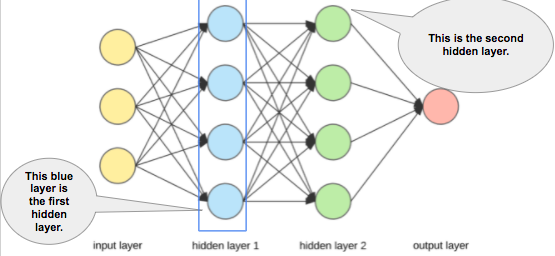 This is the second
hidden layer.
This blue
layer is
the first
hidden
layer.
input layer
hidden layer 1
hidden layer 2
output layer